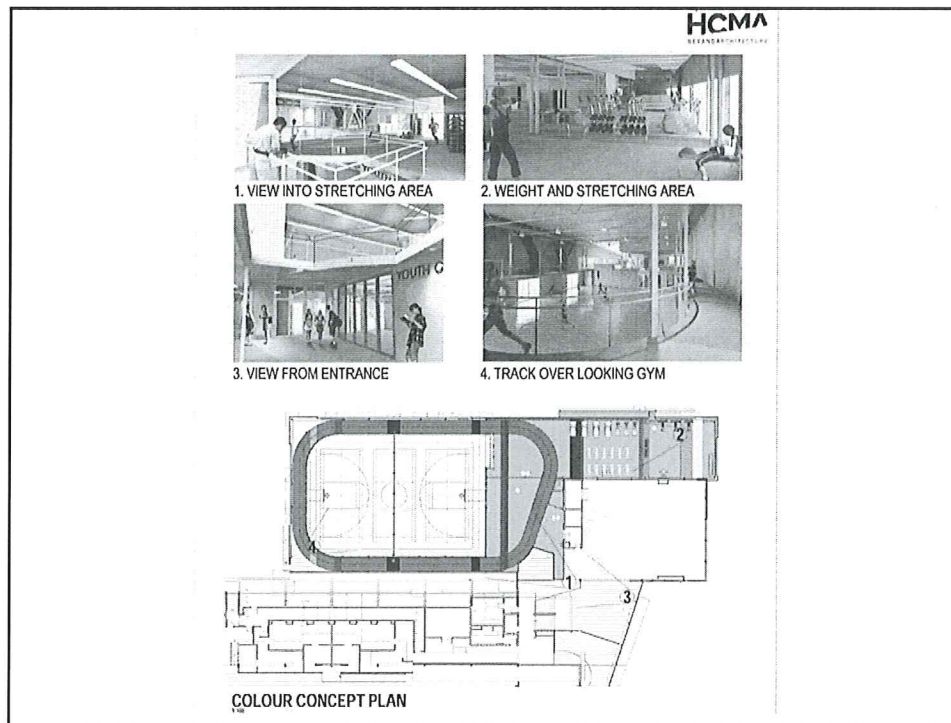 HCMA
1. VIEW INTO STRETCHING AREA
2. WEIGHT AND STRETCHING AREA
YOUTH C
3. VIEW FROM ENTRANCE
4. TRACK OVER LOOKING GYM
2
4
1
3
COLOUR CONCEPT PLAN